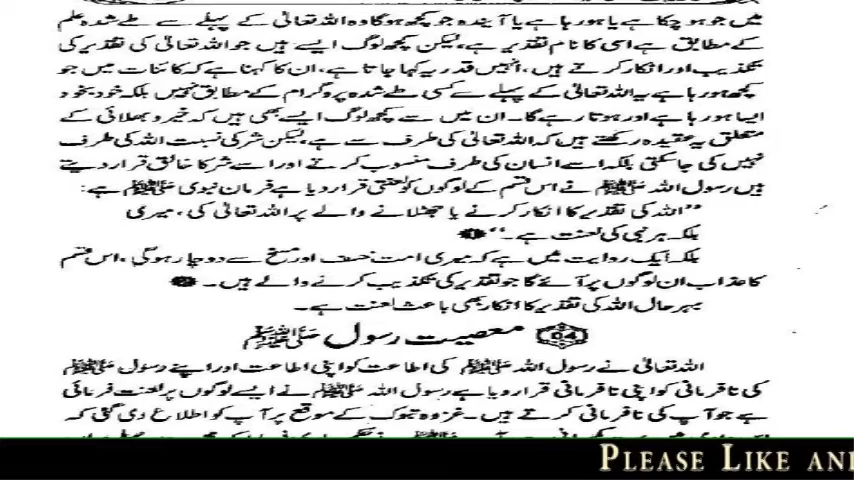 میں جو ہو چکا ہے یا ہو رہا ہے یا آیندہ جو کچھ ہو گا وہ اللہ تعالیٰ کے پہلے سے طے شدہ علم
کے مطابق ہے اسی کا نام تقدیر ہے، لیکن کچھ لوگ ایسے ہیں جو اللہ تعالیٰ کی تقدیر کی
تکذیب اور انکار کرتے ہیں، انہیں قدریہ کہا جاتا ہے، ان کا کہنا ہے کہ کائنات میں جو
کچھ ہو رہا ہے یہ اللہ تعالیٰ کے پہلے سے کسی طے شدہ پروگرام کے مطابق نہیں بلکہ خود بخود
ایسا ہو رہا ہے اور ہوتا رہے گا۔ ان میں سے کچھ لوگ ایسے بھی ہیں کہ خیر و بھلائی کے
متعلق یہ عقیدہ رکھتے ہیں کہ اللہ تعالیٰ کی طرف سے ہے، لیکن شر کی نسبت اللہ کی طرف
نہیں کی جا سکتی بلکہ اسے انسان کی طرف منسوب کرتے اور اسے شر کا خالق قرار دیتے
ہیں رسول اللہ ﷺ نے اس قسم کے لوگوں کو لعنتی قرار دیا ہے فرمان نبوی ﷺ ہے:
”اللہ کی تقدیر کا انکار کرنے یا جھٹلانے والے پر اللہ تعالیٰ کی، میری
بلکہ ہر نبی کی لعنت ہے۔“
بلکہ ایک روایت میں ہے کہ میری امت خسف اور مسخ سے دوچار ہو گی، اس قسم
کا عذاب ان لوگوں پر آئے گا جو تقدیر کی تکذیب کرنے والے ہیں۔
بہر حال اللہ کی تقدیر کا انکار بھی باعث لعنت ہے۔
04 معصیت رسول ﷺ
اللہ تعالیٰ نے رسول اللہ ﷺ کی اطاعت کو اپنی اطاعت اور اپنے رسول ﷺ
کی نافرمانی کو اپنی نافرمانی قرار دیا ہے رسول اللہ ﷺ نے ایسے لوگوں پر لعنت فرمائی
ہے جو آپ کی نافرمانی کرتے ہیں۔ غزوہ تبوک کے موقع پر آپ کو اطلاع دی گئی کہ
PLEASE LIKE AND